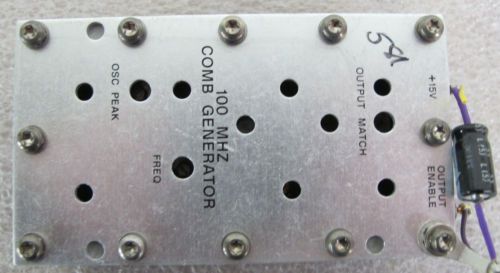 OSC PEAK
FREQ
100 MHZ
COMB GENERATOR
OUTPUT MATCH
+15V
OUTPUT
ENABLE